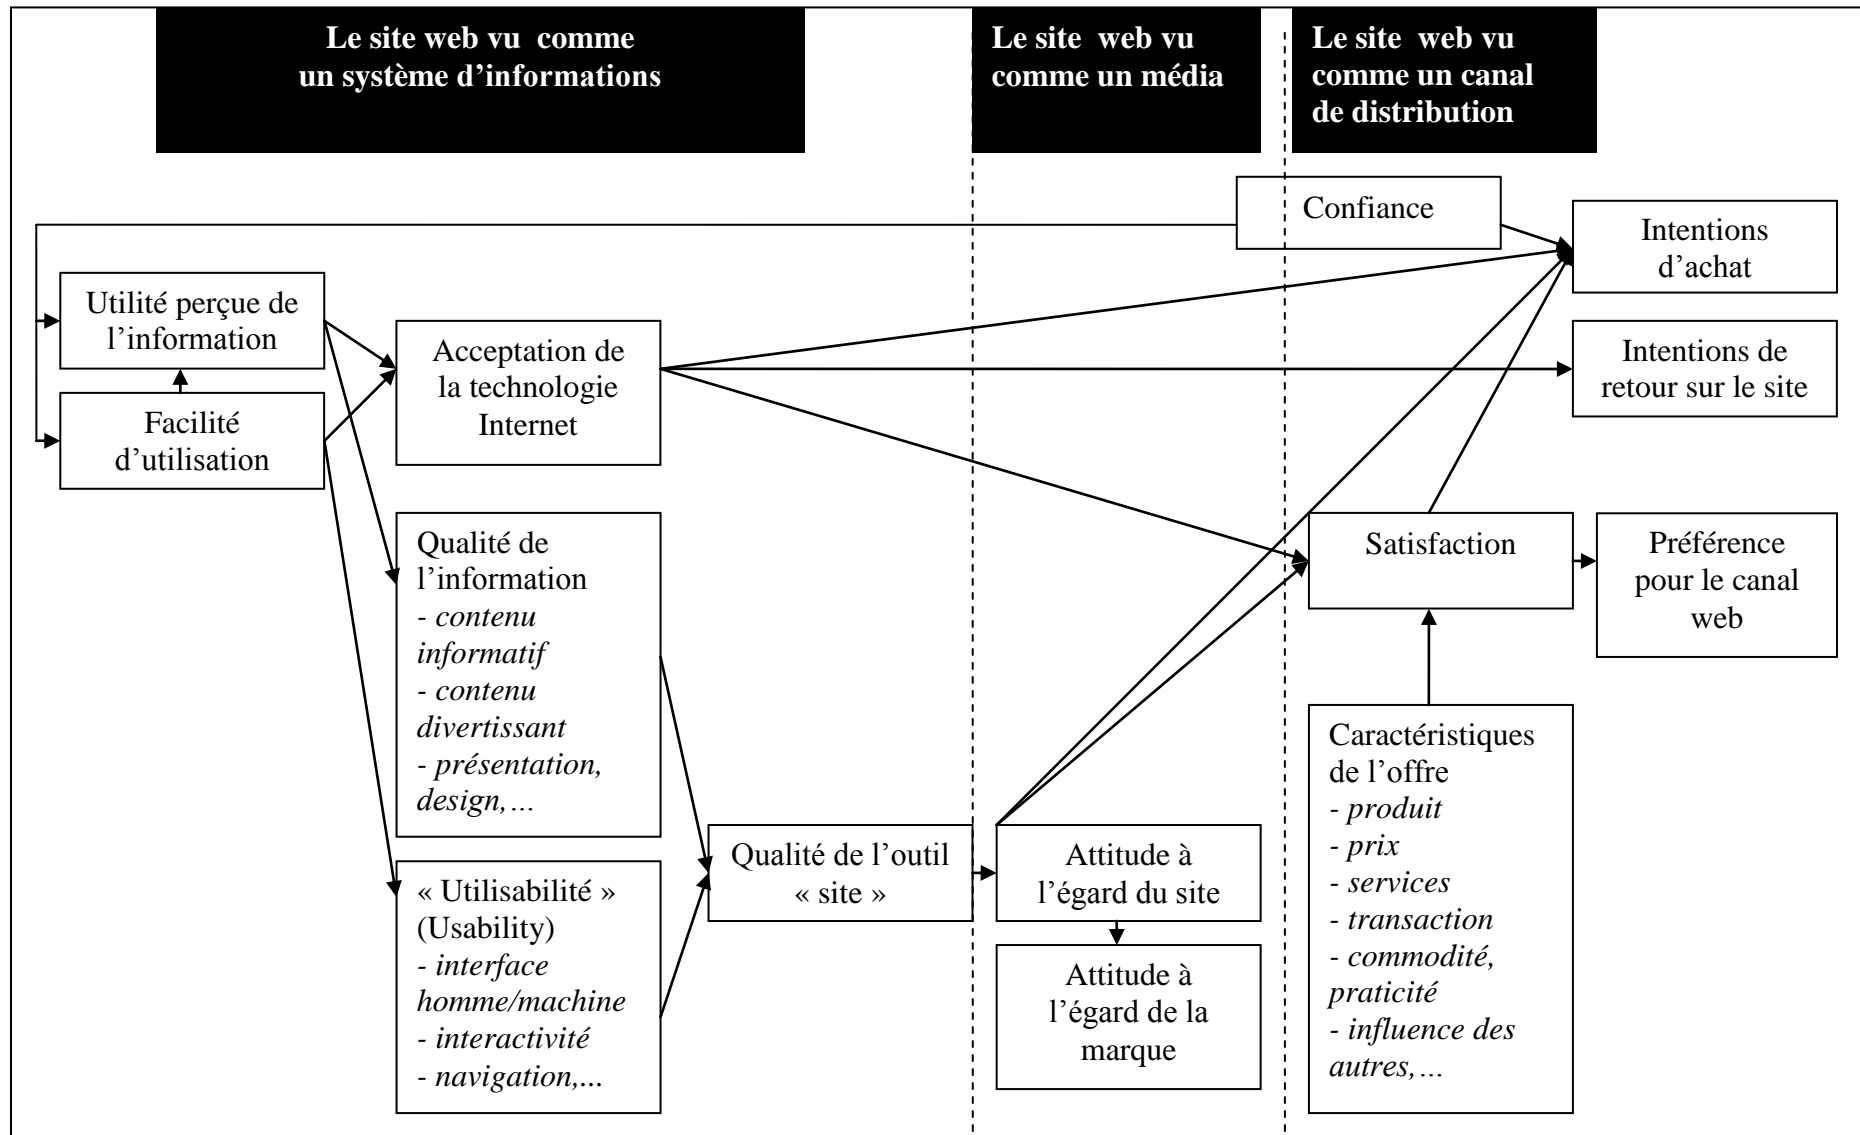 Le site web vu comme
un système d’informations
Le site web vu
comme un média
Le site web vu
comme un canal
de distribution
Confiance
Intentions
d’achat
Utilité perçue de
l’information
Acceptation de
la technologie
Internet
Intentions de
retour sur le site
Facilité
d’utilisation
Qualité de
l’information
- contenu
informatif
- contenu
divertissant
- présentation,
design,…
Satisfaction
Préférence
pour le canal
web
Caractéristiques
de l’offre
- produit
- prix
- services
- transaction
- commodité,
praticité
- influence des
autres,…
Qualité de l’outil
« site »
Attitude à
l’égard du site
« Utilisabilité »
(Usability)
- interface
homme/machine
- interactivité
- navigation,...
Attitude à
l’égard de la
marque